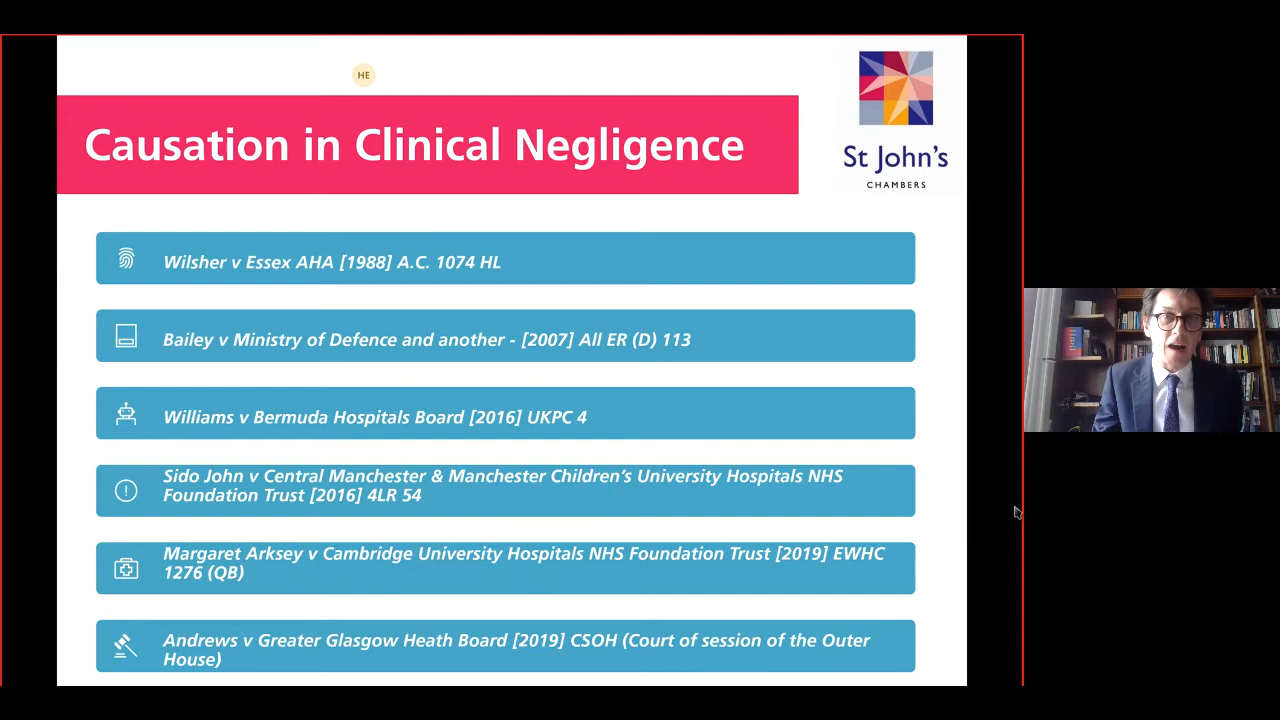 HE
Causation in Clinical Negligence
St John's
CHAMBERS
Wilsher v Essex AHA [1988] A.C. 1074 HL
Bailey v Ministry of Defence and another - [2007] All ER (D) 113
Williams v Bermuda Hospitals Board [2016] UKPC 4
Sido John v Central Manchester & Manchester Children's University Hospitals NHS
Foundation Trust [2016] 4LR 54
Margaret Arksey v Cambridge University Hospitals NHS Foundation Trust [2019] EWHC
1276 (QB)
Andrews v Greater Glasgow Heath Board [2019] CSOH (Court of session of the Outer
House)